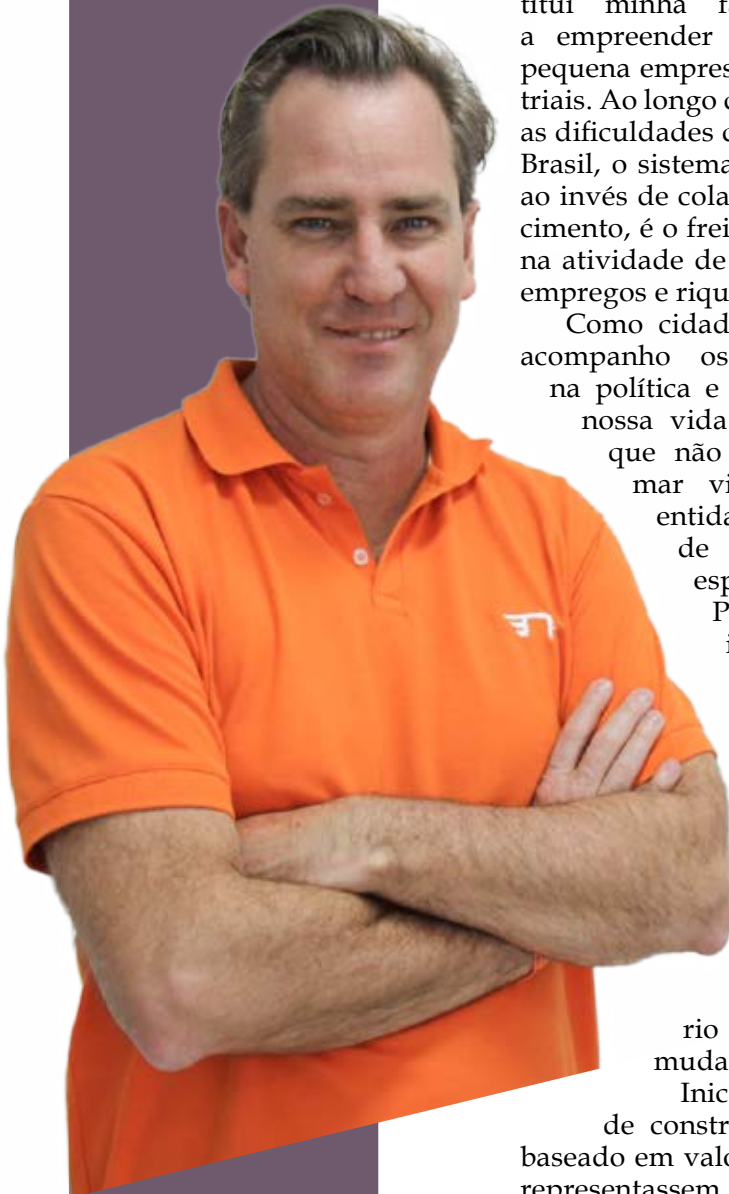 titui minha
a empreender
pequena empres
triais. Ao longo
as dificuldades
Brasil, o sistema
ao invés de cola
cimento, é o frei
na atividade de
empregos e riqu
Como cidad
acompanho os
na política e
nossa vida
que não
mar vi
entida
de
esp
P
rio
muda
Inic
de constr
baseado em valo
representassem